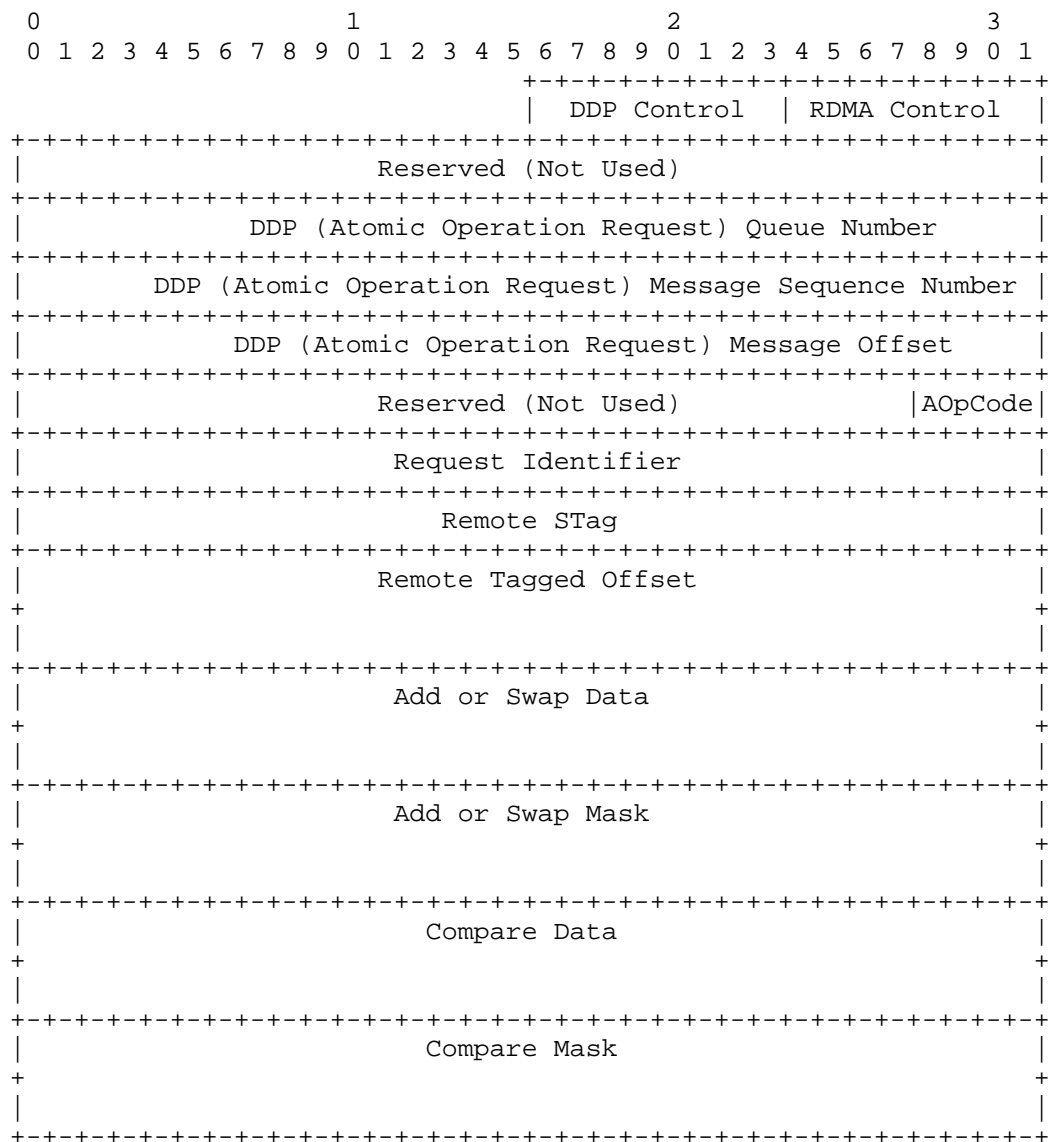 0                   1                   2                   3
 0 1 2 3 4 5 6 7 8 9 0 1 2 3 4 5 6 7 8 9 0 1 2 3 4 5 6 7 8 9 0 1
                                +-+-+-+-+-+-+-+-+-+-+-+-+-+-+-+-+
                                |  DDP Control  | RDMA Control  |
+-+-+-+-+-+-+-+-+-+-+-+-+-+-+-+-+-+-+-+-+-+-+-+-+-+-+-+-+-+-+-+-+
|                      Reserved (Not Used)                      |
+-+-+-+-+-+-+-+-+-+-+-+-+-+-+-+-+-+-+-+-+-+-+-+-+-+-+-+-+-+-+-+-+
|              DDP (Atomic Operation Request) Queue Number      |
+-+-+-+-+-+-+-+-+-+-+-+-+-+-+-+-+-+-+-+-+-+-+-+-+-+-+-+-+-+-+-+-+
|        DDP (Atomic Operation Request) Message Sequence Number |
+-+-+-+-+-+-+-+-+-+-+-+-+-+-+-+-+-+-+-+-+-+-+-+-+-+-+-+-+-+-+-+-+
|             DDP (Atomic Operation Request) Message Offset     |
+-+-+-+-+-+-+-+-+-+-+-+-+-+-+-+-+-+-+-+-+-+-+-+-+-+-+-+-+-+-+-+-+
|                      Reserved (Not Used)              |AOpCode|
+-+-+-+-+-+-+-+-+-+-+-+-+-+-+-+-+-+-+-+-+-+-+-+-+-+-+-+-+-+-+-+-+
|                       Request Identifier                      |
+-+-+-+-+-+-+-+-+-+-+-+-+-+-+-+-+-+-+-+-+-+-+-+-+-+-+-+-+-+-+-+-+
|                          Remote STag                          |
+-+-+-+-+-+-+-+-+-+-+-+-+-+-+-+-+-+-+-+-+-+-+-+-+-+-+-+-+-+-+-+-+
|                      Remote Tagged Offset                     |
+                                                               +
|                                                               |
+-+-+-+-+-+-+-+-+-+-+-+-+-+-+-+-+-+-+-+-+-+-+-+-+-+-+-+-+-+-+-+-+
|                       Add or Swap Data                        |
+                                                               +
|                                                               |
+-+-+-+-+-+-+-+-+-+-+-+-+-+-+-+-+-+-+-+-+-+-+-+-+-+-+-+-+-+-+-+-+
|                       Add or Swap Mask                        |
+                                                               +
|                                                               |
+-+-+-+-+-+-+-+-+-+-+-+-+-+-+-+-+-+-+-+-+-+-+-+-+-+-+-+-+-+-+-+-+
|                         Compare Data                          |
+                                                               +
|                                                               |
+-+-+-+-+-+-+-+-+-+-+-+-+-+-+-+-+-+-+-+-+-+-+-+-+-+-+-+-+-+-+-+-+
|                         Compare Mask                          |
+                                                               +
|                                                               |
+-+-+-+-+-+-+-+-+-+-+-+-+-+-+-+-+-+-+-+-+-+-+-+-+-+-+-+-+-+-+-+-+